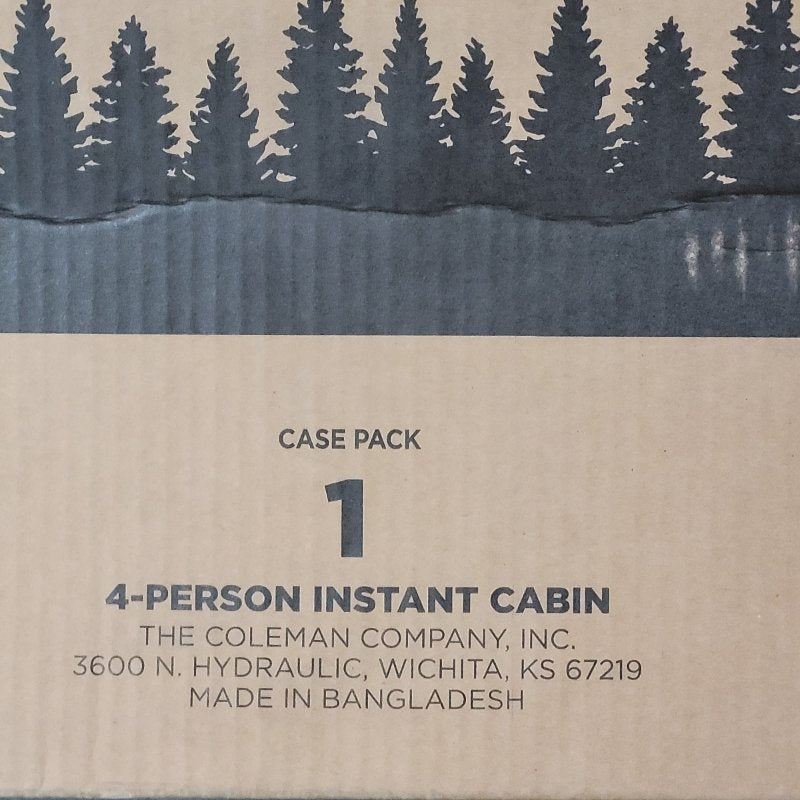 CASE PACK
1
4-PERSON INSTANT CABIN
THE COLEMAN COMPANY, INC.
3600 N. HYDRAULIC, WICHITA, KS 67219
MADE IN BANGLADESH